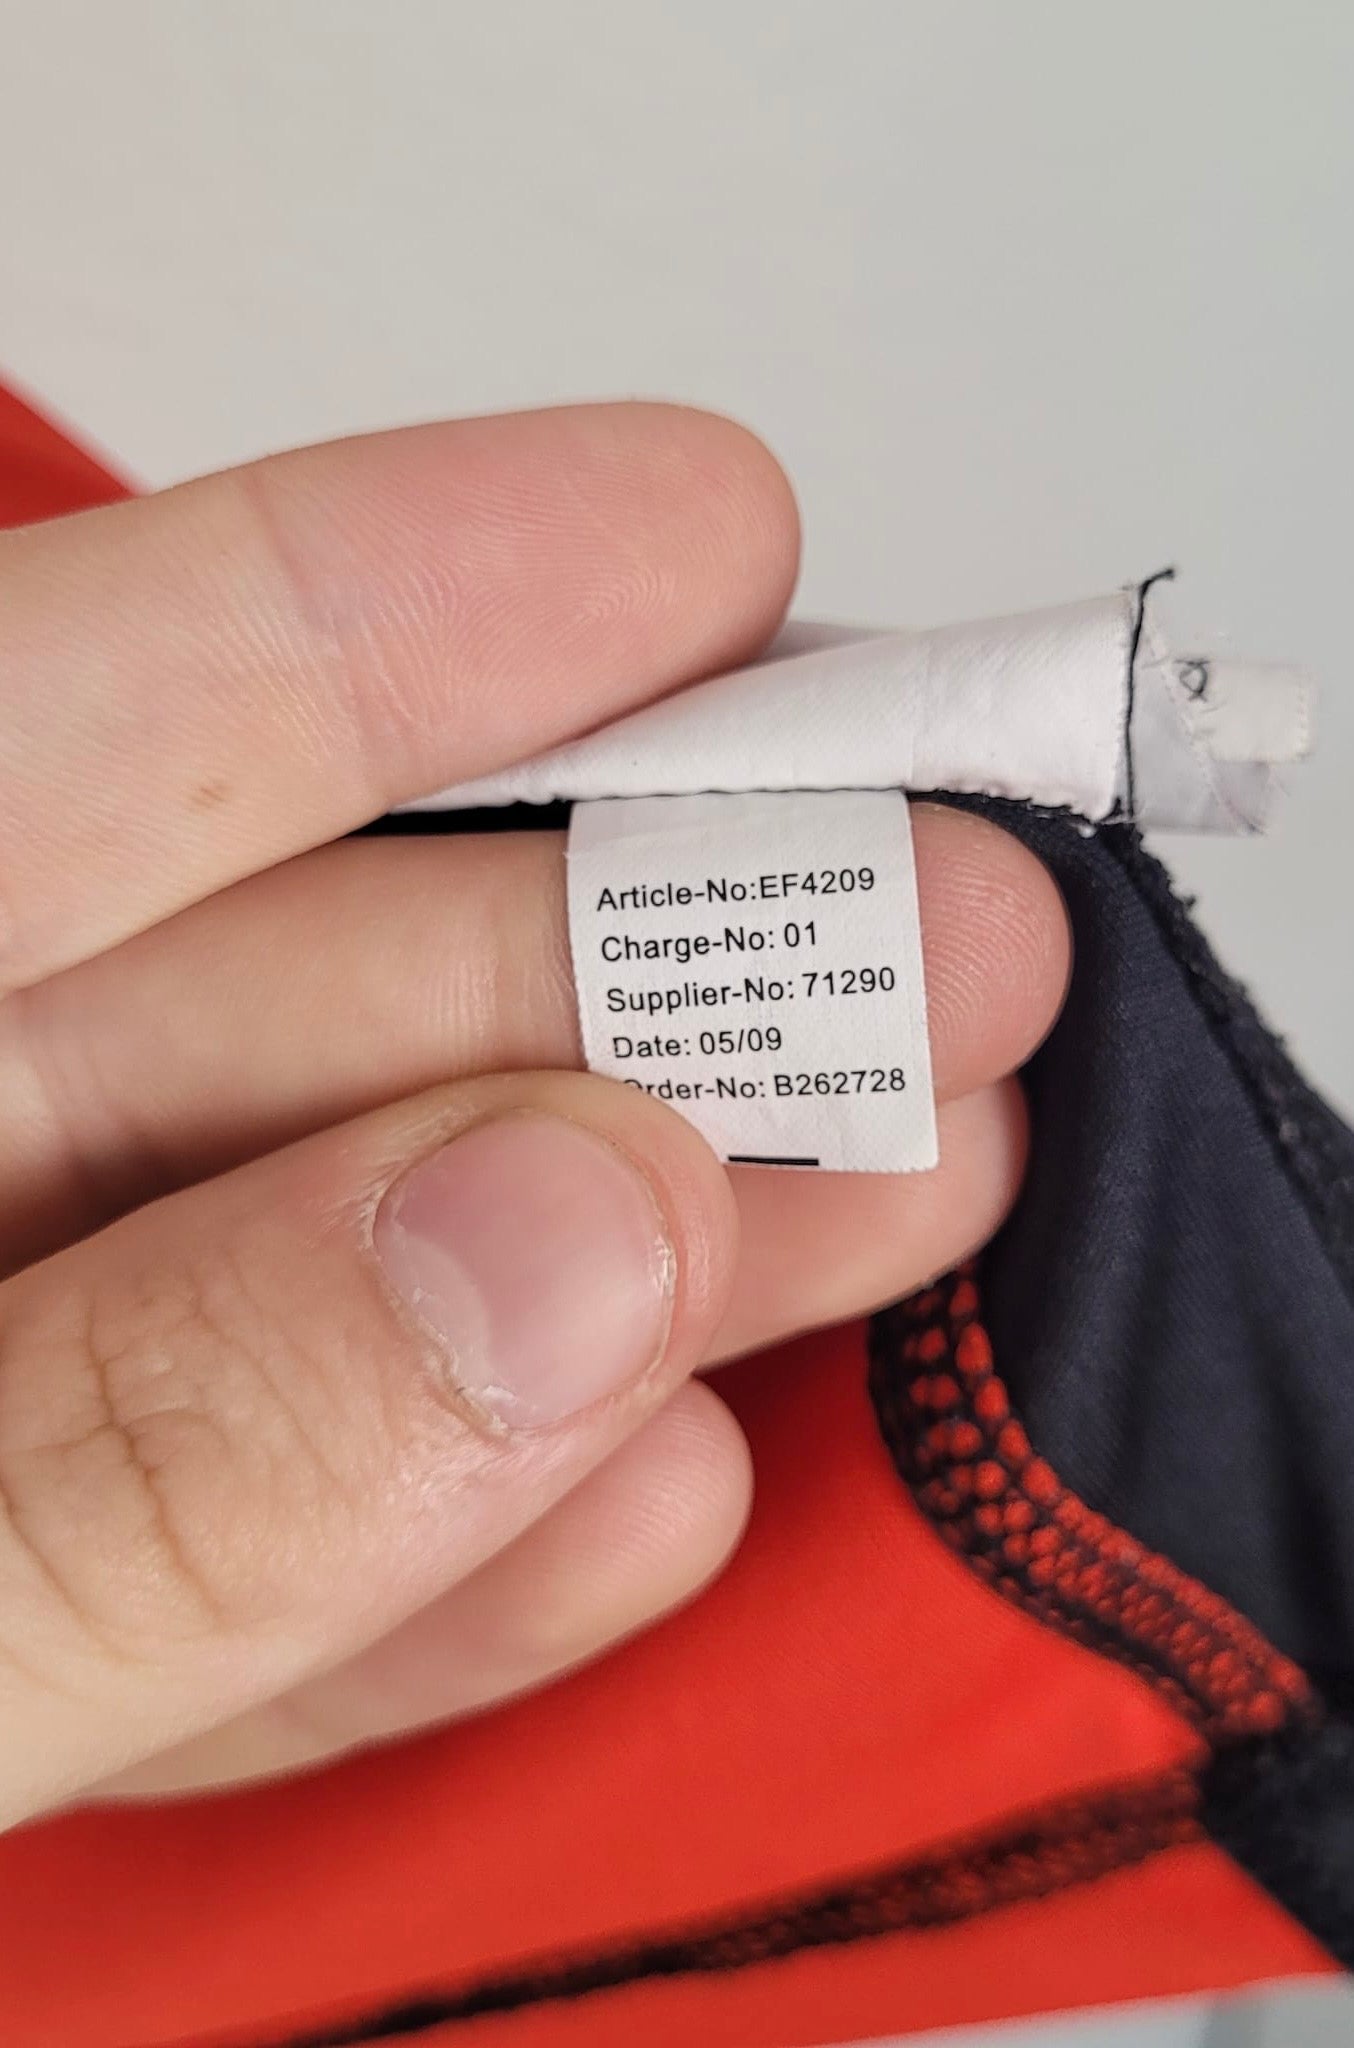 Article-No:EF4209
Charge-No: 01
Supplier-No: 71290
Date: 05/09
Order-No: B262728